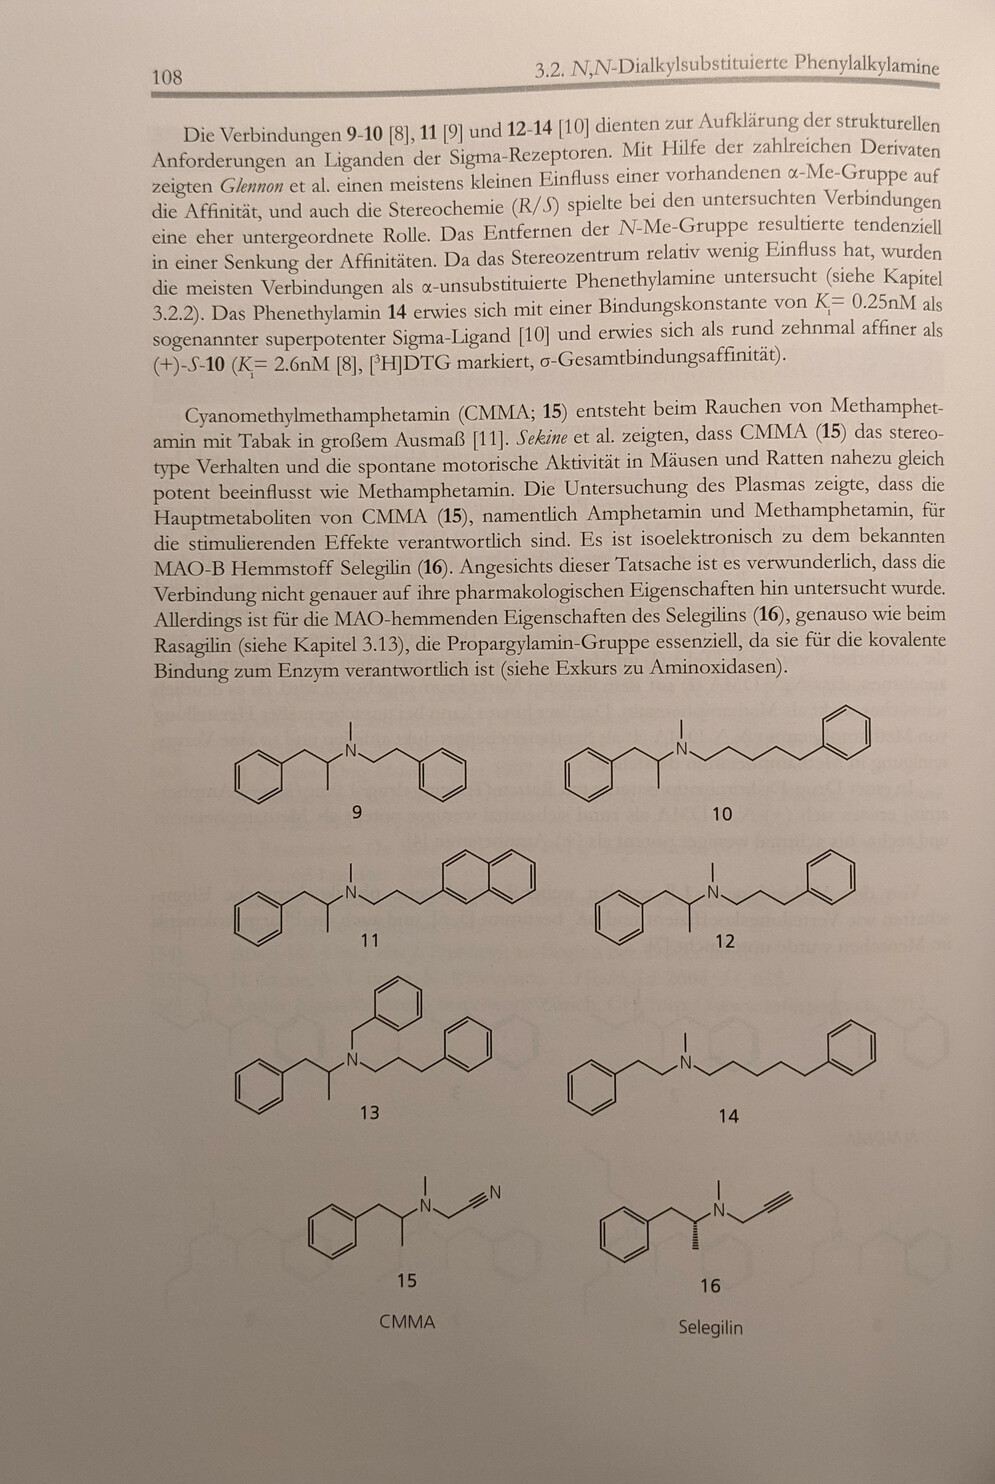 108
3.2. N,N-Dialkylsubstituierte Phenylalkylamine
Die Verbindungen 9-10 [8], 11 [9] und 12-14 [10] dienten zur Aufklärung der strukturellen
Anforderungen an Liganden der Sigma-Rezeptoren. Mit Hilfe der zahlreichen Derivaten
zeigten Glennon et al. einen meistens kleinen Einfluss einer vorhandenen α-Me-Gruppe auf
die Affinität, und auch die Stereochemie (R/S) spielte bei den untersuchten Verbindungen
eine eher untergeordnete Rolle. Das Entfernen der N-Me-Gruppe resultierte tendenziell
in einer Senkung der Affinitäten. Da das Stereozentrum relativ wenig Einfluss hat, wurden
die meisten Verbindungen als α-unsubstituierte Phenethylamine untersucht (siehe Kapitel
3.2.2). Das Phenethylamin 14 erwies sich mit einer Bindungskonstante von Ki= 0.25nM als
sogenannter superpotenter Sigma-Ligand [10] und erwies sich als rund zehnmal affiner als
(+)-S-10 (Ki= 2.6nM [8], [³H]DTG markiert, σ-Gesamtbindungsaffinität).
Cyanomethylmethamphetamin (CMMA; 15) entsteht beim Rauchen von Methamphet-
amin mit Tabak in großem Ausmaß [11]. Sekine et al. zeigten, dass CMMA (15) das stereo-
type Verhalten und die spontane motorische Aktivität in Mäusen und Ratten nahezu gleich
potent beeinflusst wie Methamphetamin. Die Untersuchung des Plasmas zeigte, dass die
Hauptmetaboliten von CMMA (15), namentlich Amphetamin und Methamphetamin, für
die stimulierenden Effekte verantwortlich sind. Es ist isoelektronisch zu dem bekannten
MAO-B Hemmstoff Selegilin (16). Angesichts dieser Tatsache ist es verwunderlich, dass die
Verbindung nicht genauer auf ihre pharmakologischen Eigenschaften hin untersucht wurde.
Allerdings ist für die MAO-hemmenden Eigenschaften des Selegilins (16), genauso wie beim
Rasagilin (siehe Kapitel 3.13), die Propargylamin-Gruppe essenziell, da sie für die kovalente
Bindung zum Enzym verantwortlich ist (siehe Exkurs zu Aminoxidasen).
N
9
N
10
N
11
N
12
N
13
N
14
N
N
15
CMMA
N
16
Selegilin